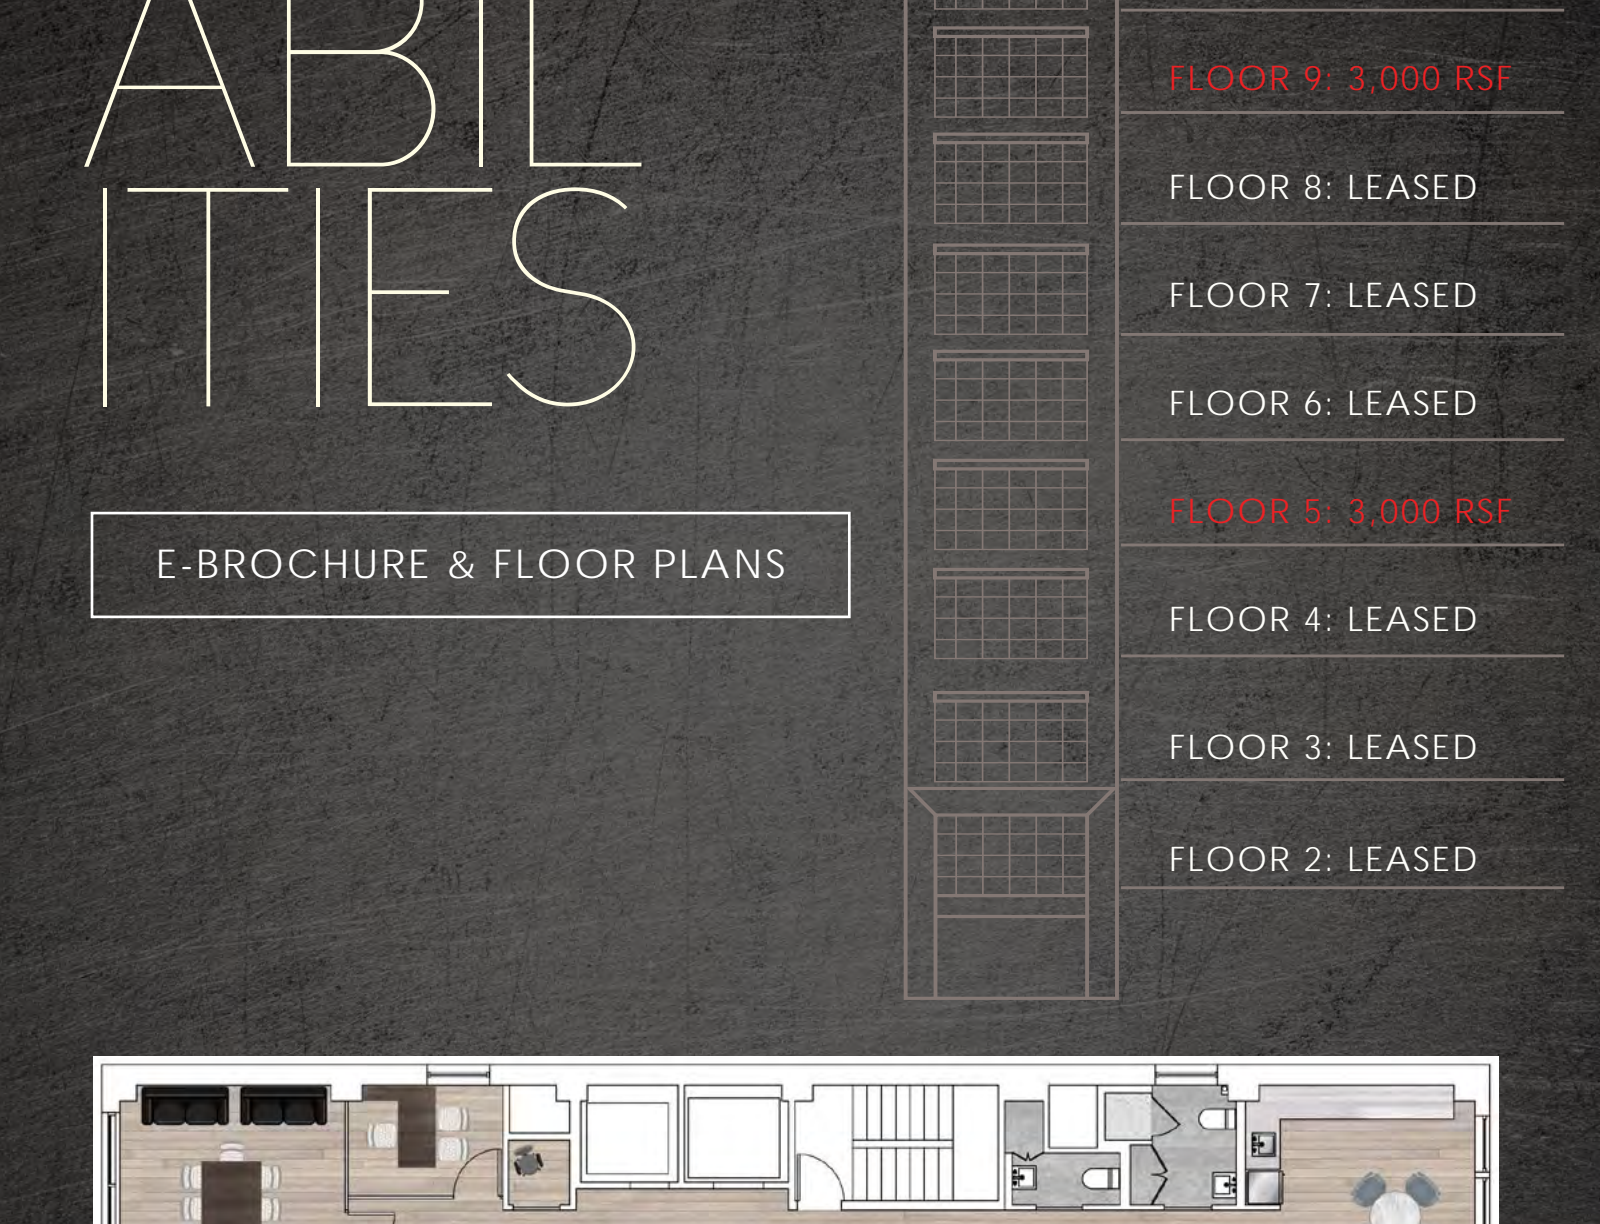 ABIL
ITIES
E-BROCHURE & FLOOR PLANS
FLOOR 9: 3,000 RSF
FLOOR 8: LEASED
FLOOR 7: LEASED
FLOOR 6: LEASED
FLOOR 5: 3,000 RSF
FLOOR 4: LEASED
FLOOR 3: LEASED
FLOOR 2: LEASED